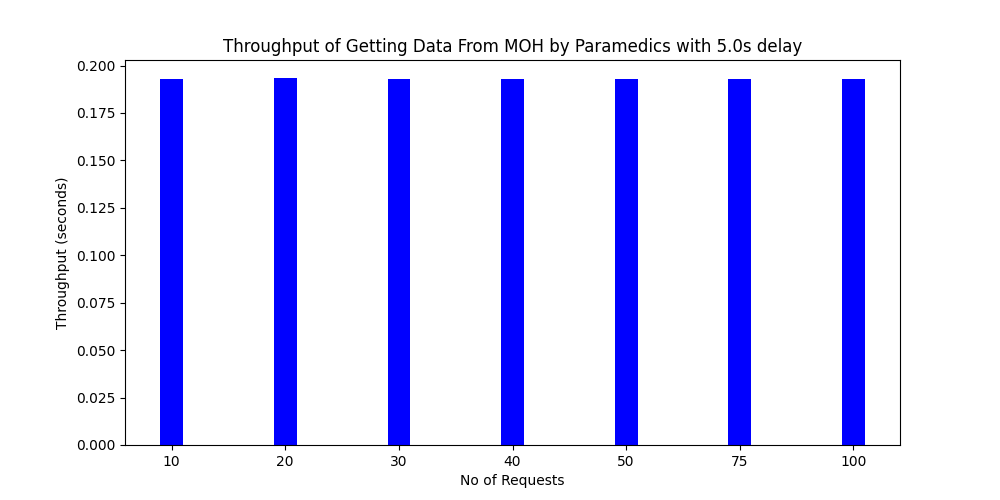 Throughput of Getting Data From MOH by Paramedics with 5.0s delay
0.200
0.175
0.150
0.125
0.100
0.075
0.050
0.025
0.000
Throughput (seconds)
10 20 30 40 50 75 100
No of Requests